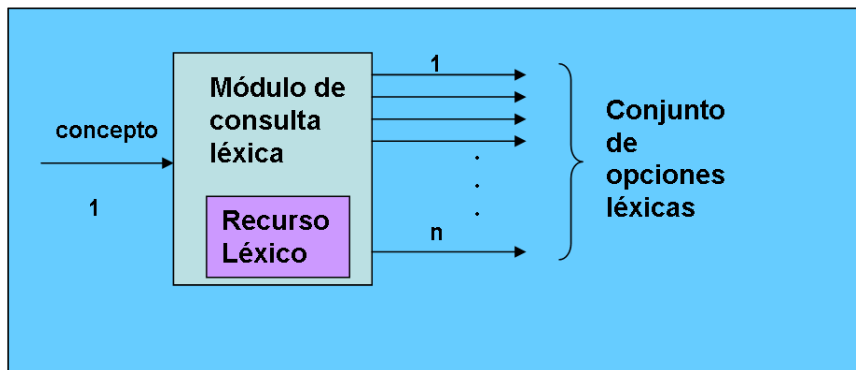 concepto
1
Módulo de
consulta
léxica
Recurso
Léxico
1
.
.
.
n
Conjunto
de
opciones
léxicas